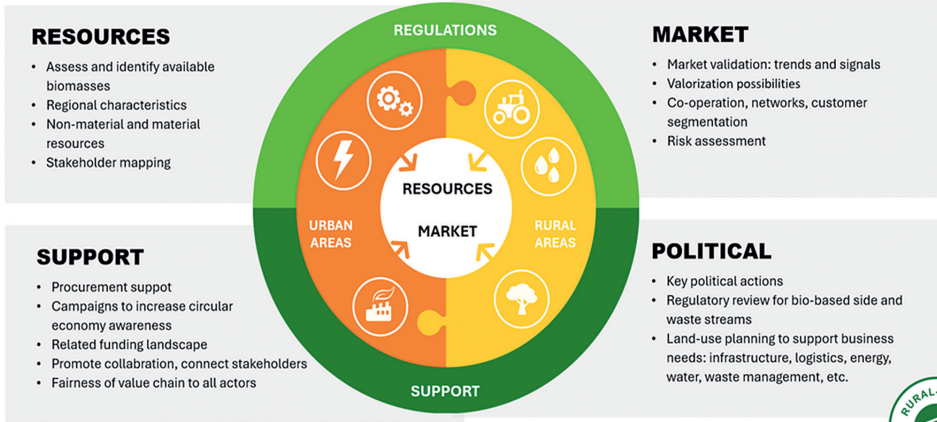 RESOURCES
• Assess and identify available
biomasses
• Regional characteristics
• Non-material and material
resources
• Stakeholder mapping
SUPPORT
• Procurement suppot
• Campaigns to increase circular
economy awareness
• Related funding landscape
• Promote collabration, connect stakeholders
• Fairness of value chain to all actors
REGULATIONS
RESOURCES
MARKET
URBAN
AREAS
RURAL
AREAS
SUPPORT
MARKET
• Market validation: trends and signals
• Valorization possibilities
• Co-operation, networks, customer
segmentation
• Risk assessment
POLITICAL
• Key political actions
• Regulatory review for bio-based side and
waste streams
• Land-use planning to support business
needs: infrastructure, logistics, energy,
water, waste management, etc.
RURAL-